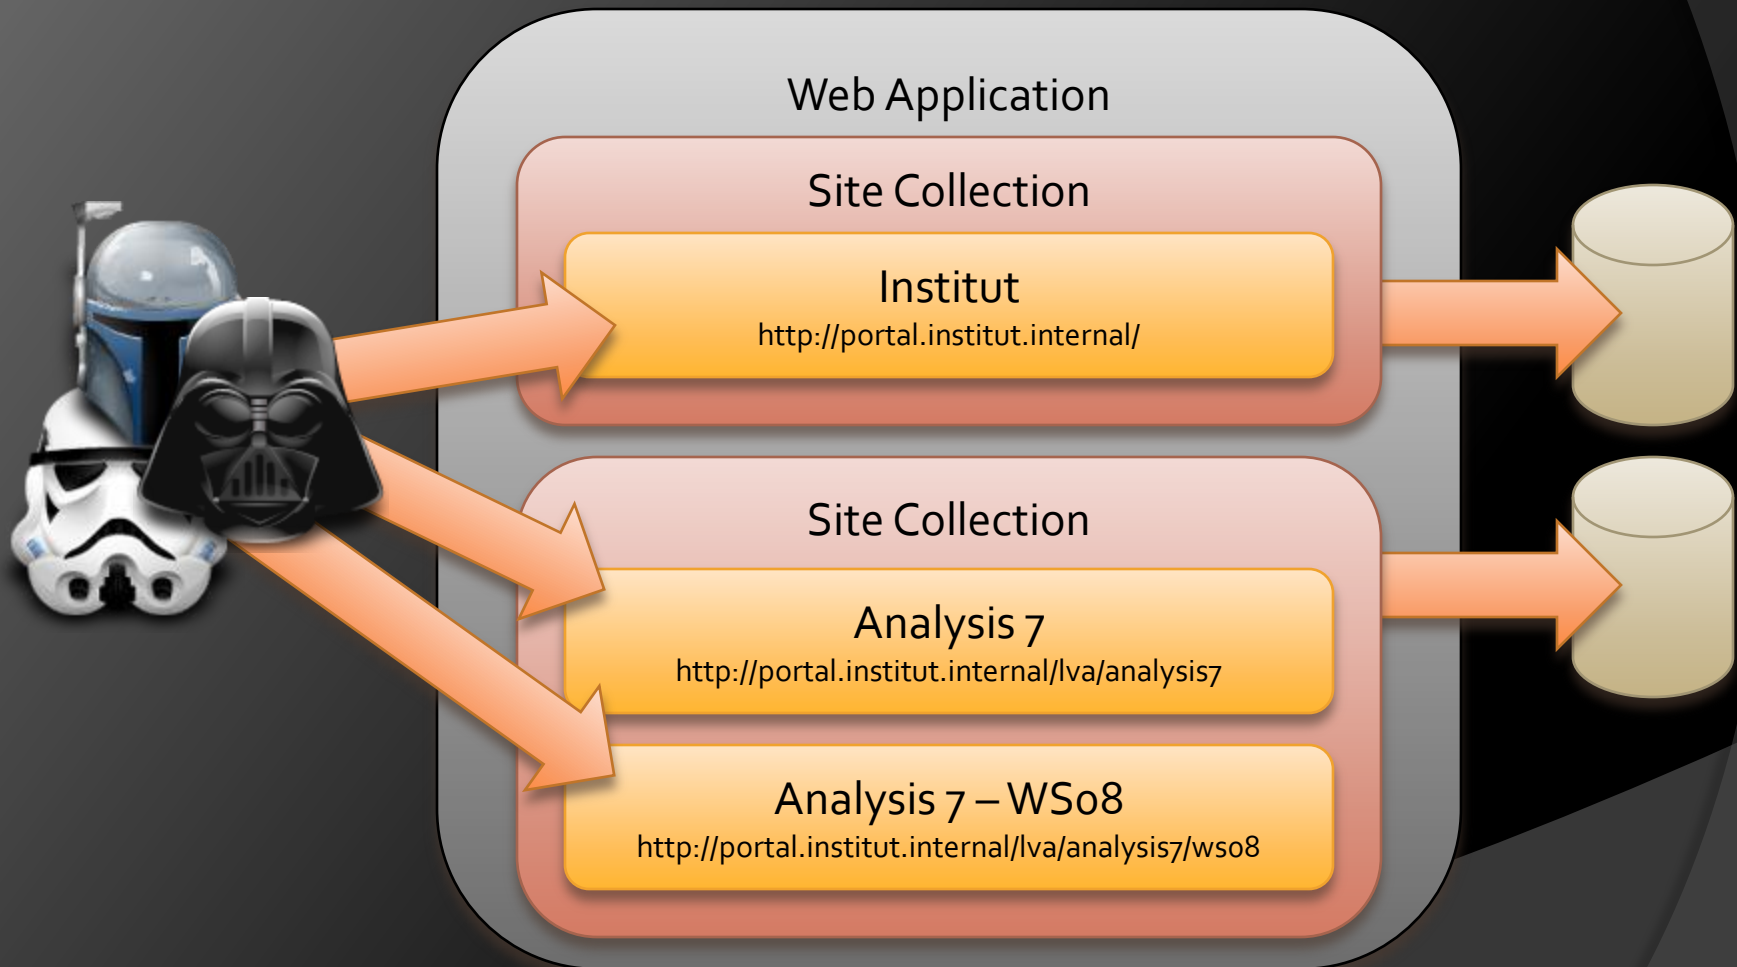 Web Application
Site Collection
Institut
http://portal.institut.internal/
Site Collection
Analysis 7
http://portal.institut.internal/lva/analysis7
Analysis 7 – WS08
http://portal.institut.internal/lva/analysis7/ws08